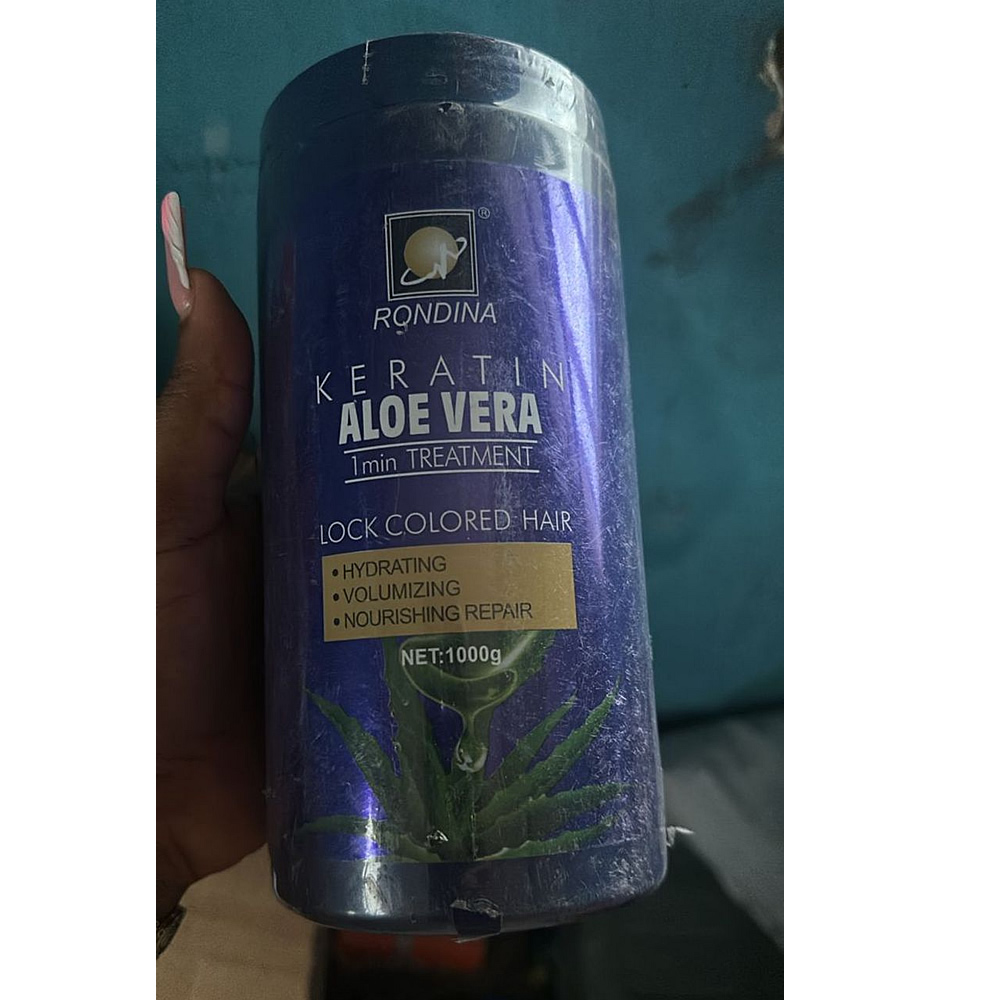 ®
RONDINA
KERATIN
ALOE VERA
1min TREATMENT
LOCK COLORED HAIR
• HYDRATING
• VOLUMIZING
• NOURISHING REPAIR
NET:1000g